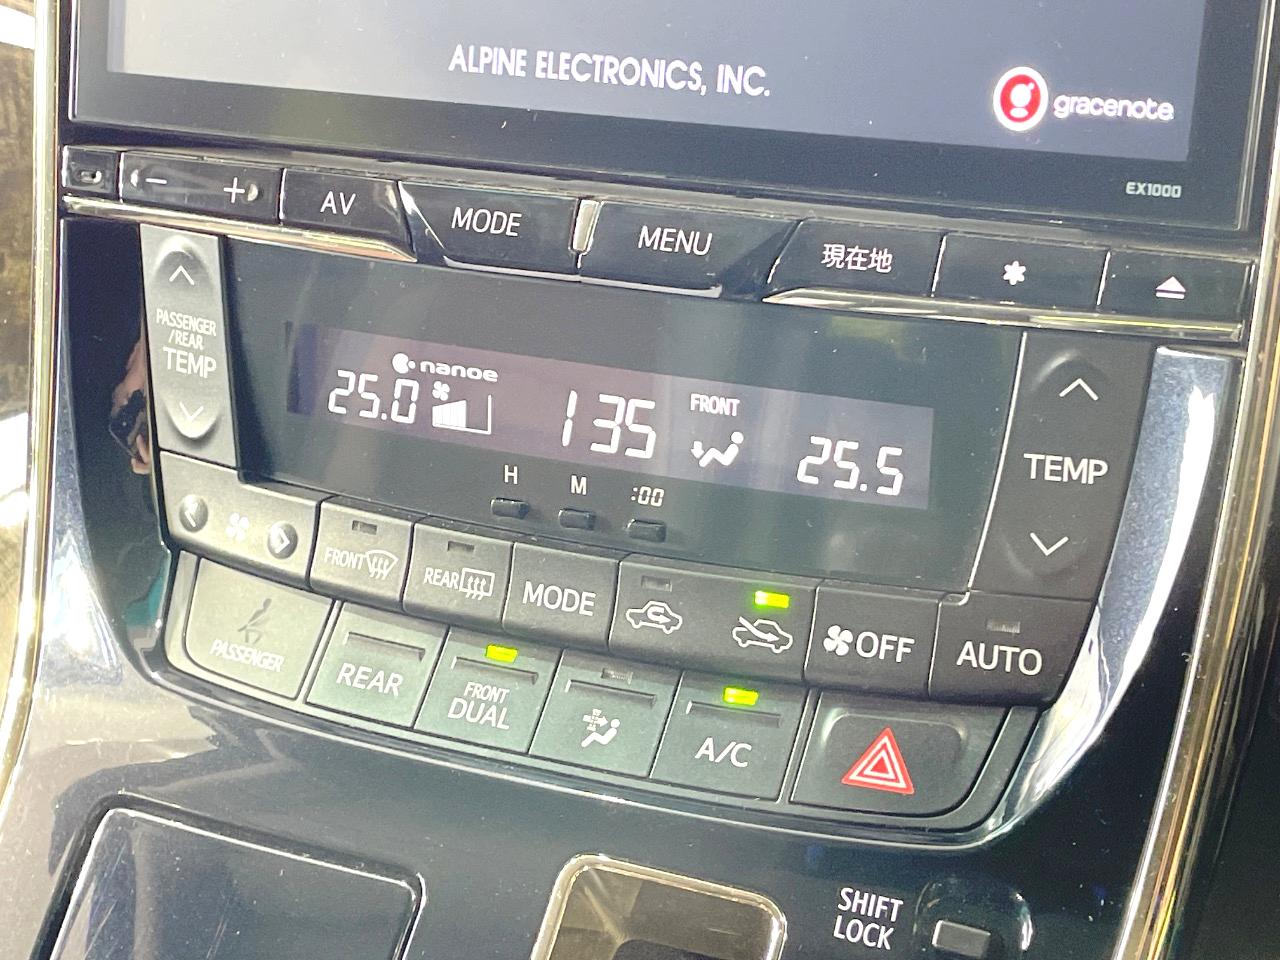 ALPINE ELECTRONICS, INC.
gracenote
EX1000
- +
AV
MODE
MENU
現在地
*
PASSENGER
/REAR
TEMP
nanoe
25.0
135
FRONT
25.5
TEMP
H
M
:00
FRONT
REAR
MODE
OFF
AUTO
PASSENGER
REAR
FRONT
DUAL
A/C
SHIFT
LOCK